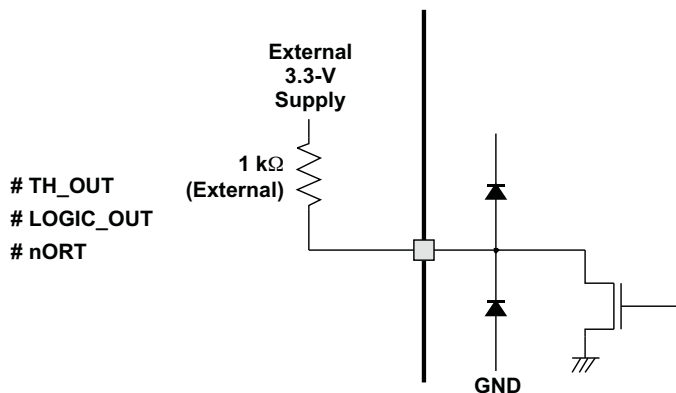 External
3.3-V
Supply
1 kΩ
(External)
# TH_OUT
# LOGIC_OUT
# nORT
GND